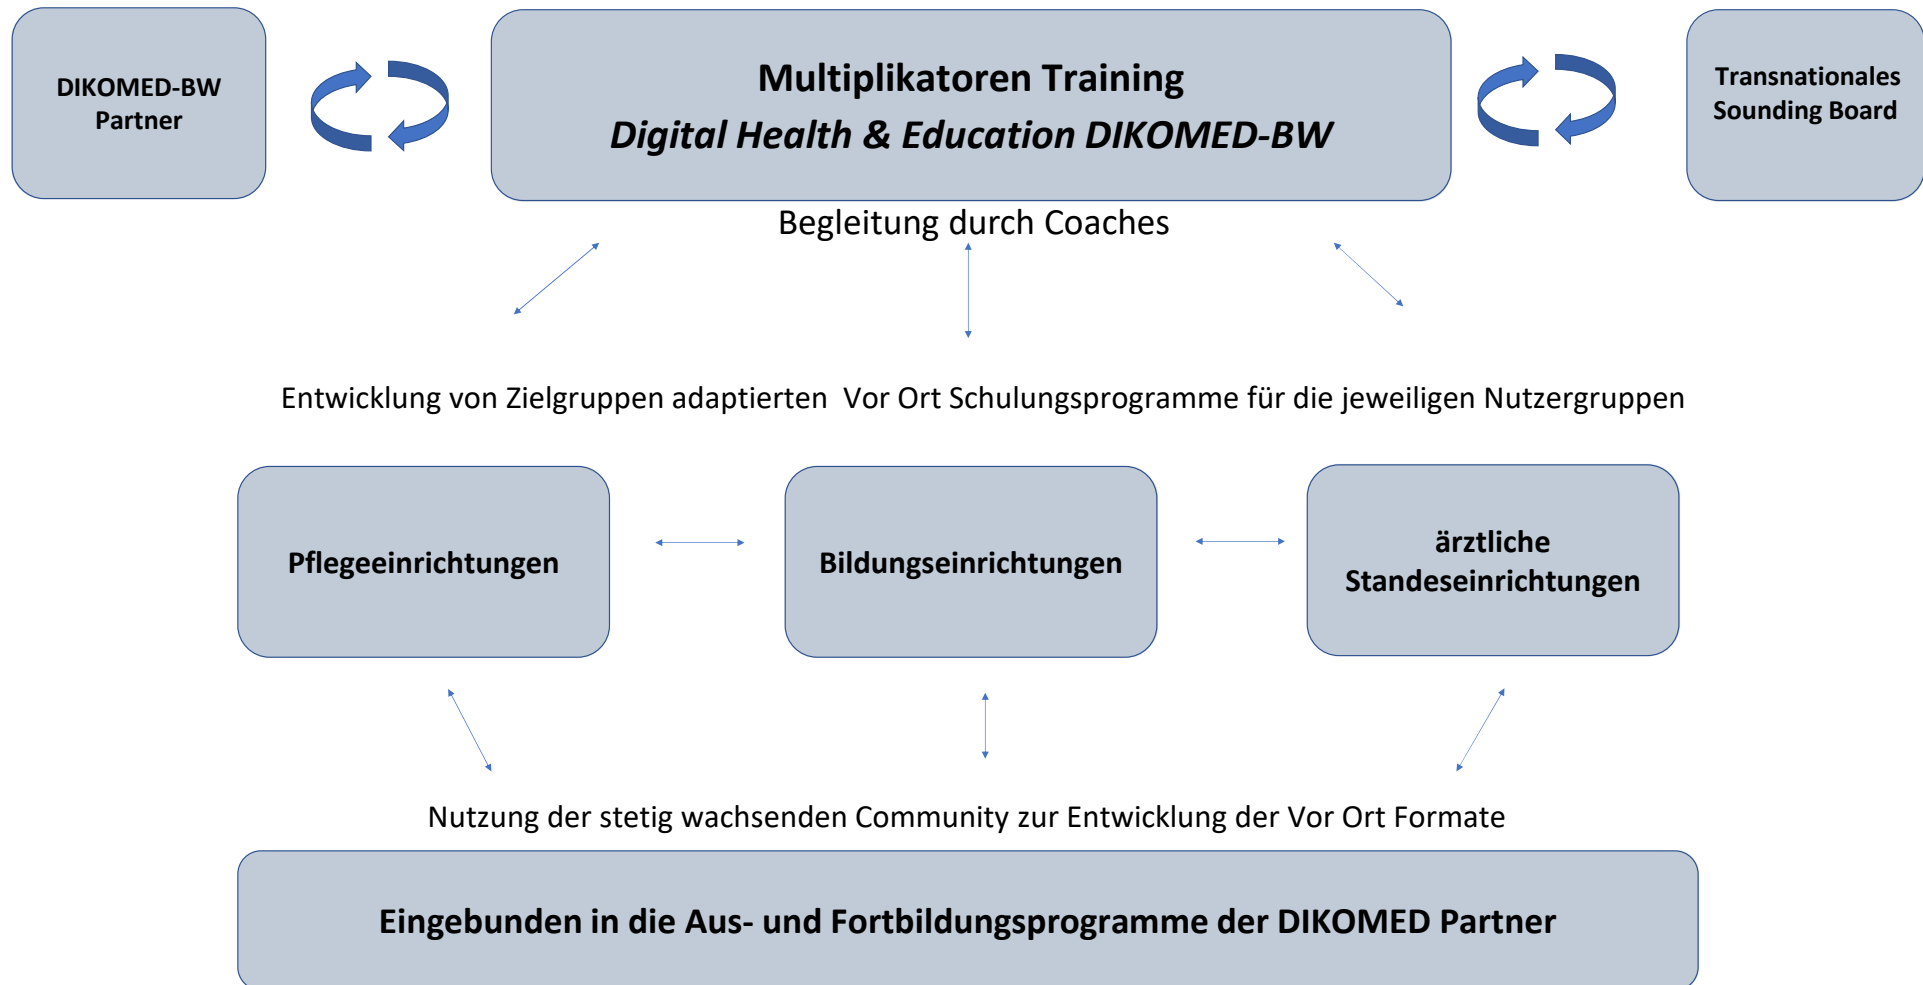 DIKOMED-BW
Partner
Multiplikatoren Training
Digital Health & Education DIKOMED-BW
Transnationales
Sounding Board
Begleitung durch Coaches
Entwicklung von Zielgruppen adaptierten  Vor Ort Schulungsprogramme für die jeweiligen Nutzergruppen
Pflegeeinrichtungen
Bildungseinrichtungen
ärztliche
Standeseinrichtungen
Nutzung der stetig wachsenden Community zur Entwicklung der Vor Ort Formate
Eingebunden in die Aus- und Fortbildungsprogramme der DIKOMED Partner